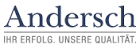 Andersch
IHR ERFOLG. UNSERE QUALITÄT.